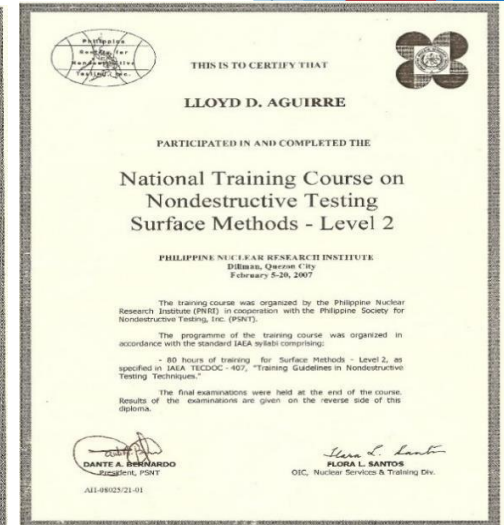 Philippine
Society for
Nondestructive
Testing, Inc.
THIS IS TO CERTIFY THAT
LLOYD D. AGUIRRE
PARTICIPATED IN AND COMPLETED THE
National Training Course on
Nondestructive Testing
Surface Methods - Level 2
PHILIPPINE NUCLEAR RESEARCH INSTITUTE
Diliman, Quezon City
February 5-20, 2007
The training course was organized by the Philippine Nuclear
Research Institute (PNRI) in cooperation with the Philippine Society for
Nondestructive Testing, Inc. (PSNT).
The programme of the training course was organized in
accordance with the standard IAEA syllabi comprising:
- 80 hours of training for Surface Methods - Level 2, as
specified in IAEA TECDOC - 407, "Training Guidelines in Nondestructive
Testing Techniques."
The final examinations were held at the end of the course.
Results of the examinations are given on the reverse side of this
diploma.
DANTE A. BERNARDO
President, PSNT
Flora L. Santos
FLORA L. SANTOS
OIC, Nuclear Services & Training Div.
AII-08025/21-01